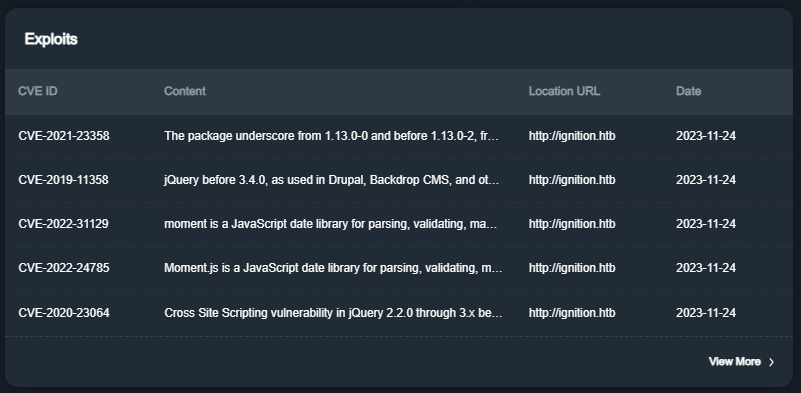 Exploits
CVE ID Content Location URL Date
CVE-2021-23358 The package underscore from 1.13.0-0 and before 1.13.0-2, fr... http://ignition.htb 2023-11-24
CVE-2019-11358 jQuery before 3.4.0, as used in Drupal, Backdrop CMS, and ot... http://ignition.htb 2023-11-24
CVE-2022-31129 moment is a JavaScript date library for parsing, validating, ma... http://ignition.htb 2023-11-24
CVE-2022-24785 Moment.js is a JavaScript date library for parsing, validating, m... http://ignition.htb 2023-11-24
CVE-2020-23064 Cross Site Scripting vulnerability in jQuery 2.2.0 through 3.x be... http://ignition.htb 2023-11-24
View More